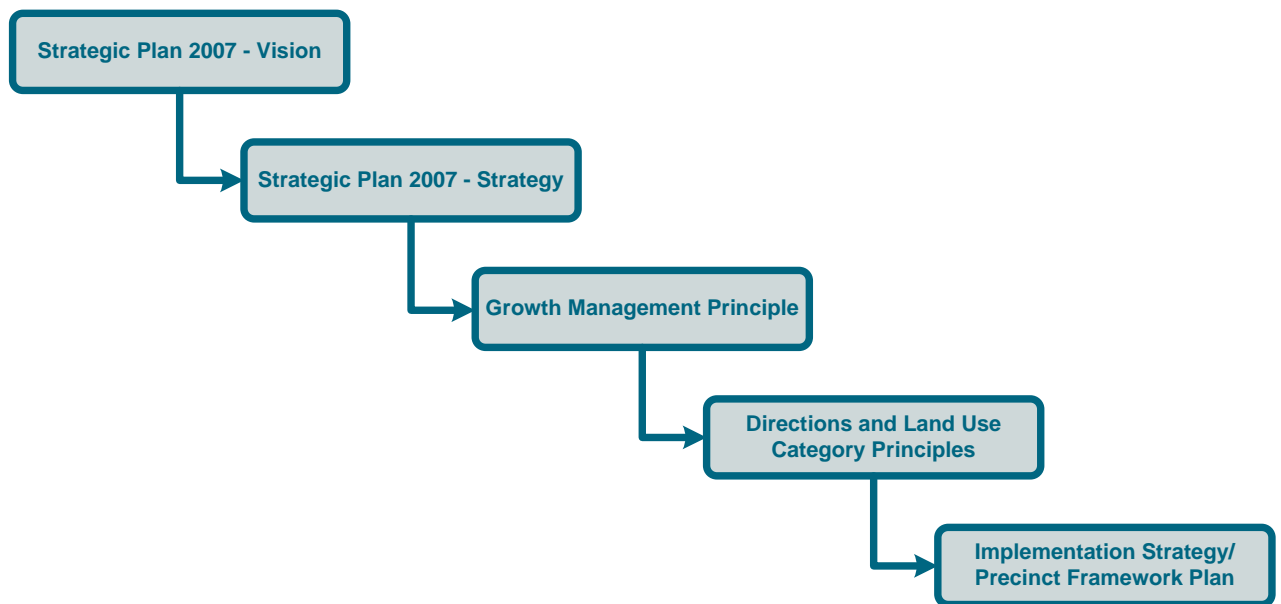 Strategic Plan 2007 - Vision
Strategic Plan 2007 - Strategy
Growth Management Principle
Directions and Land Use
Category Principles
Implementation Strategy/
Precinct Framework Plan